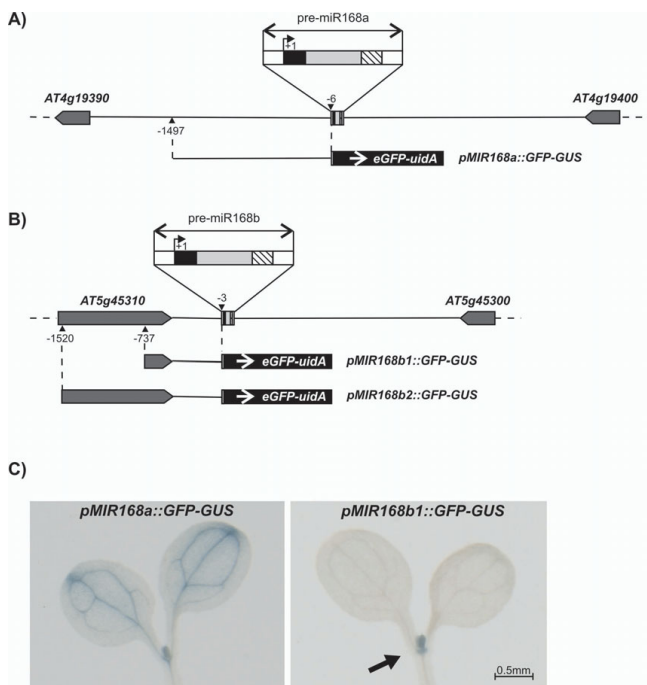 A)
pre-miR168a
+1
AT4g19390
-6
AT4g19400
-1497
eGFP-uidA pMIR168a::GFP-GUS
B)
pre-miR168b
+1
AT5g45310
-3
AT5g45300
-1520
-737
eGFP-uidA pMIR168b1::GFP-GUS
eGFP-uidA pMIR168b2::GFP-GUS
C)
pMIR168a::GFP-GUS
pMIR168b1::GFP-GUS
0.5mm